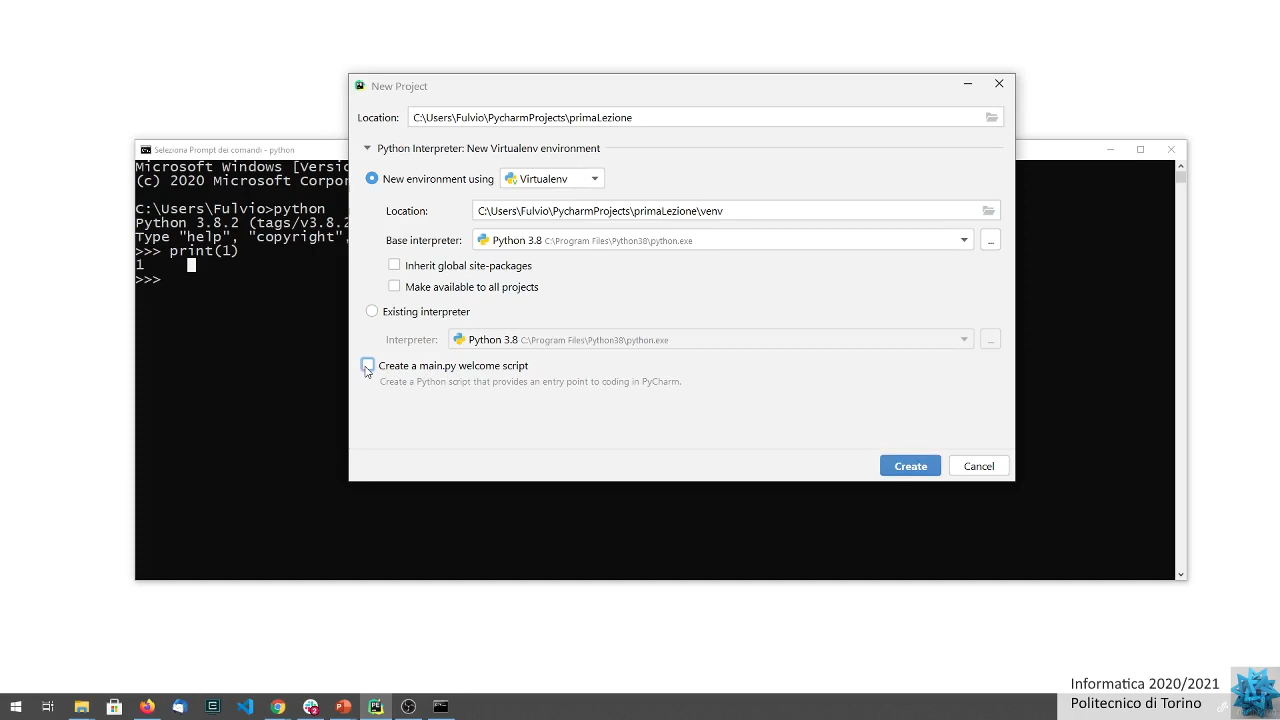 New Project
Location: C:\Users\Fulvio\PycharmProjects\primaLezione
Python Interpreter: New Virtualenv environment
New environment using Virtualenv
Location: C:\Users\Fulvio\PycharmProjects\primaLezione\venv
Base interpreter: Python 3.8 C:\Program Files\Python38\python.exe ...
Inherit global site-packages
Make available to all projects
Existing interpreter
Interpreter: Python 3.8 C:\Program Files\Python38\python.exe ...
Create a main.py welcome script
Create a Python script that provides an entry point to coding in PyCharm.
Create Cancel
Seleziona Prompt dei comandi - python
Microsoft Windows [Versio
(c) 2020 Microsoft Corpor
C:\Users\Fulvio>python
Python 3.8.2 (tags/v3.8.2
Type "help", "copyright",
>>> print(1)
1
>>>
Informatica 2020/2021
Politecnico di Torino